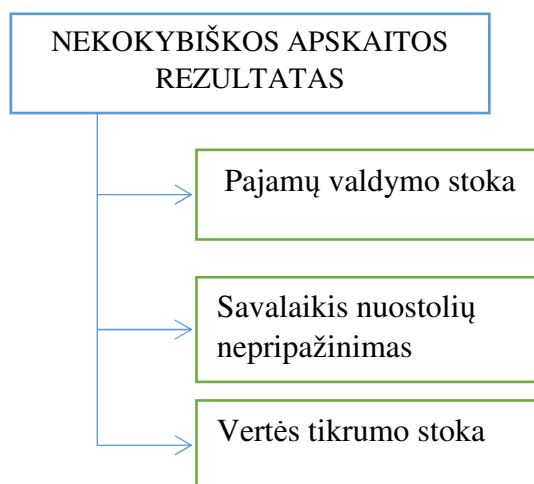 NEKOKYBIŠKOS APSKAITOS
REZULTATAS
Pajamų valdymo stoka
Savalaikis nuostolių
nepripažinimas
Vertės tikrumo stoka